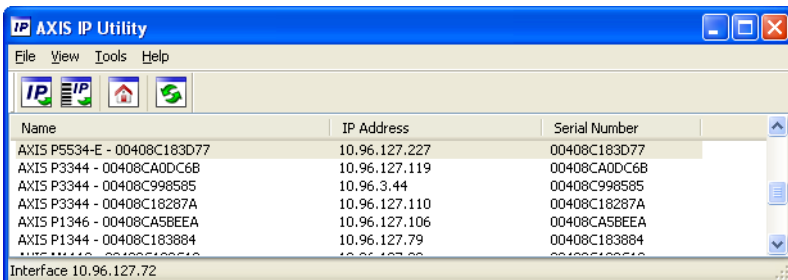 IP AXIS IP Utility
File View Tools Help
IP IP
Name IP Address Serial Number
AXIS P5534-E - 00408C183D77 10.96.127.227 00408C183D77
AXIS P3344 - 00408CA0DC6B 10.96.127.119 00408CA0DC6B
AXIS P3344 - 00408C998585 10.96.3.44 00408C998585
AXIS P3344 - 00408C18287A 10.96.127.110 00408C18287A
AXIS P1346 - 00408CA5BEEA 10.96.127.106 00408CA5BEEA
AXIS P1344 - 00408C183884 10.96.127.79 00408C183884
Interface 10.96.127.72